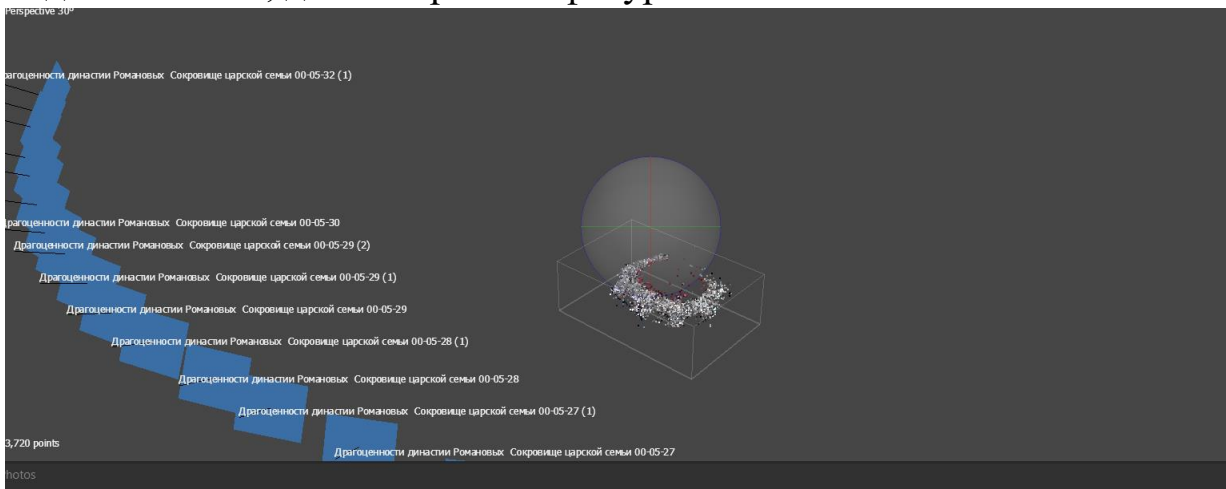 Perspective 30°
рагоценности династии Романовых Сокровище царской семьи 00-05-32 (1)
Драгоценности династии Романовых Сокровище царской семьи 00-05-30
Драгоценности династии Романовых Сокровище царской семьи 00-05-29 (2)
Драгоценности династии Романовых Сокровище царской семьи 00-05-29 (1)
Драгоценности династии Романовых Сокровище царской семьи 00-05-29
Драгоценности династии Романовых Сокровище царской семьи 00-05-28 (1)
Драгоценности династии Романовых Сокровище царской семьи 00-05-28
Драгоценности династии Романовых Сокровище царской семьи 00-05-27 (1)
3,720 points
Драгоценности династии Романовых Сокровище царской семьи 00-05-27
hotos